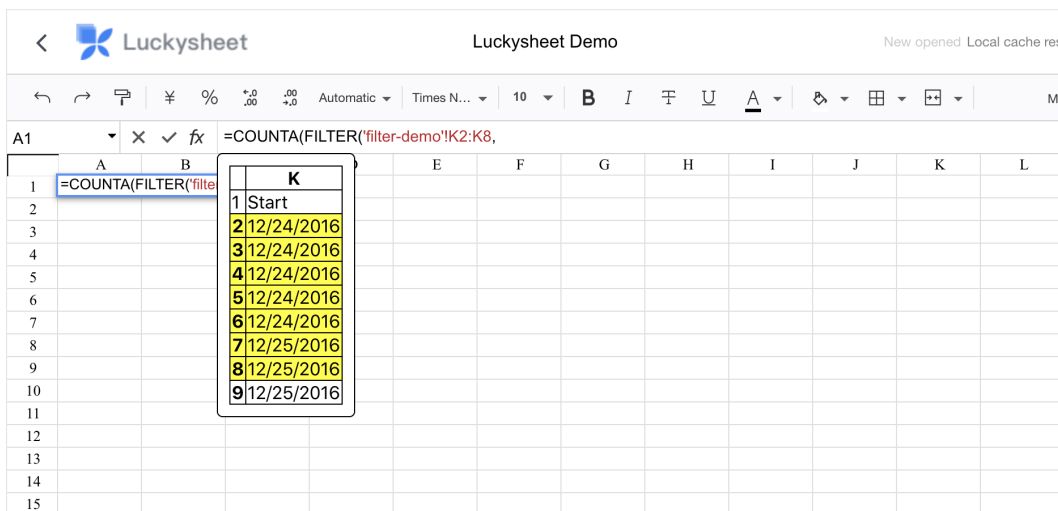 Luckysheet
Luckysheet Demo
New opened Local cache res
¥ % .00 .00 Automatic Times N... 10 B I T U A M
A1 fx =COUNTA(FILTER('filter-demo'!K2:K8,
A B D E F G H I J K L
1 =COUNTA(FILTER('filte
2
3
4
5
6
7
8
9
10
11
12
13
14
15
K
1 Start
2 12/24/2016
3 12/24/2016
4 12/24/2016
5 12/24/2016
6 12/24/2016
7 12/25/2016
8 12/25/2016
9 12/25/2016